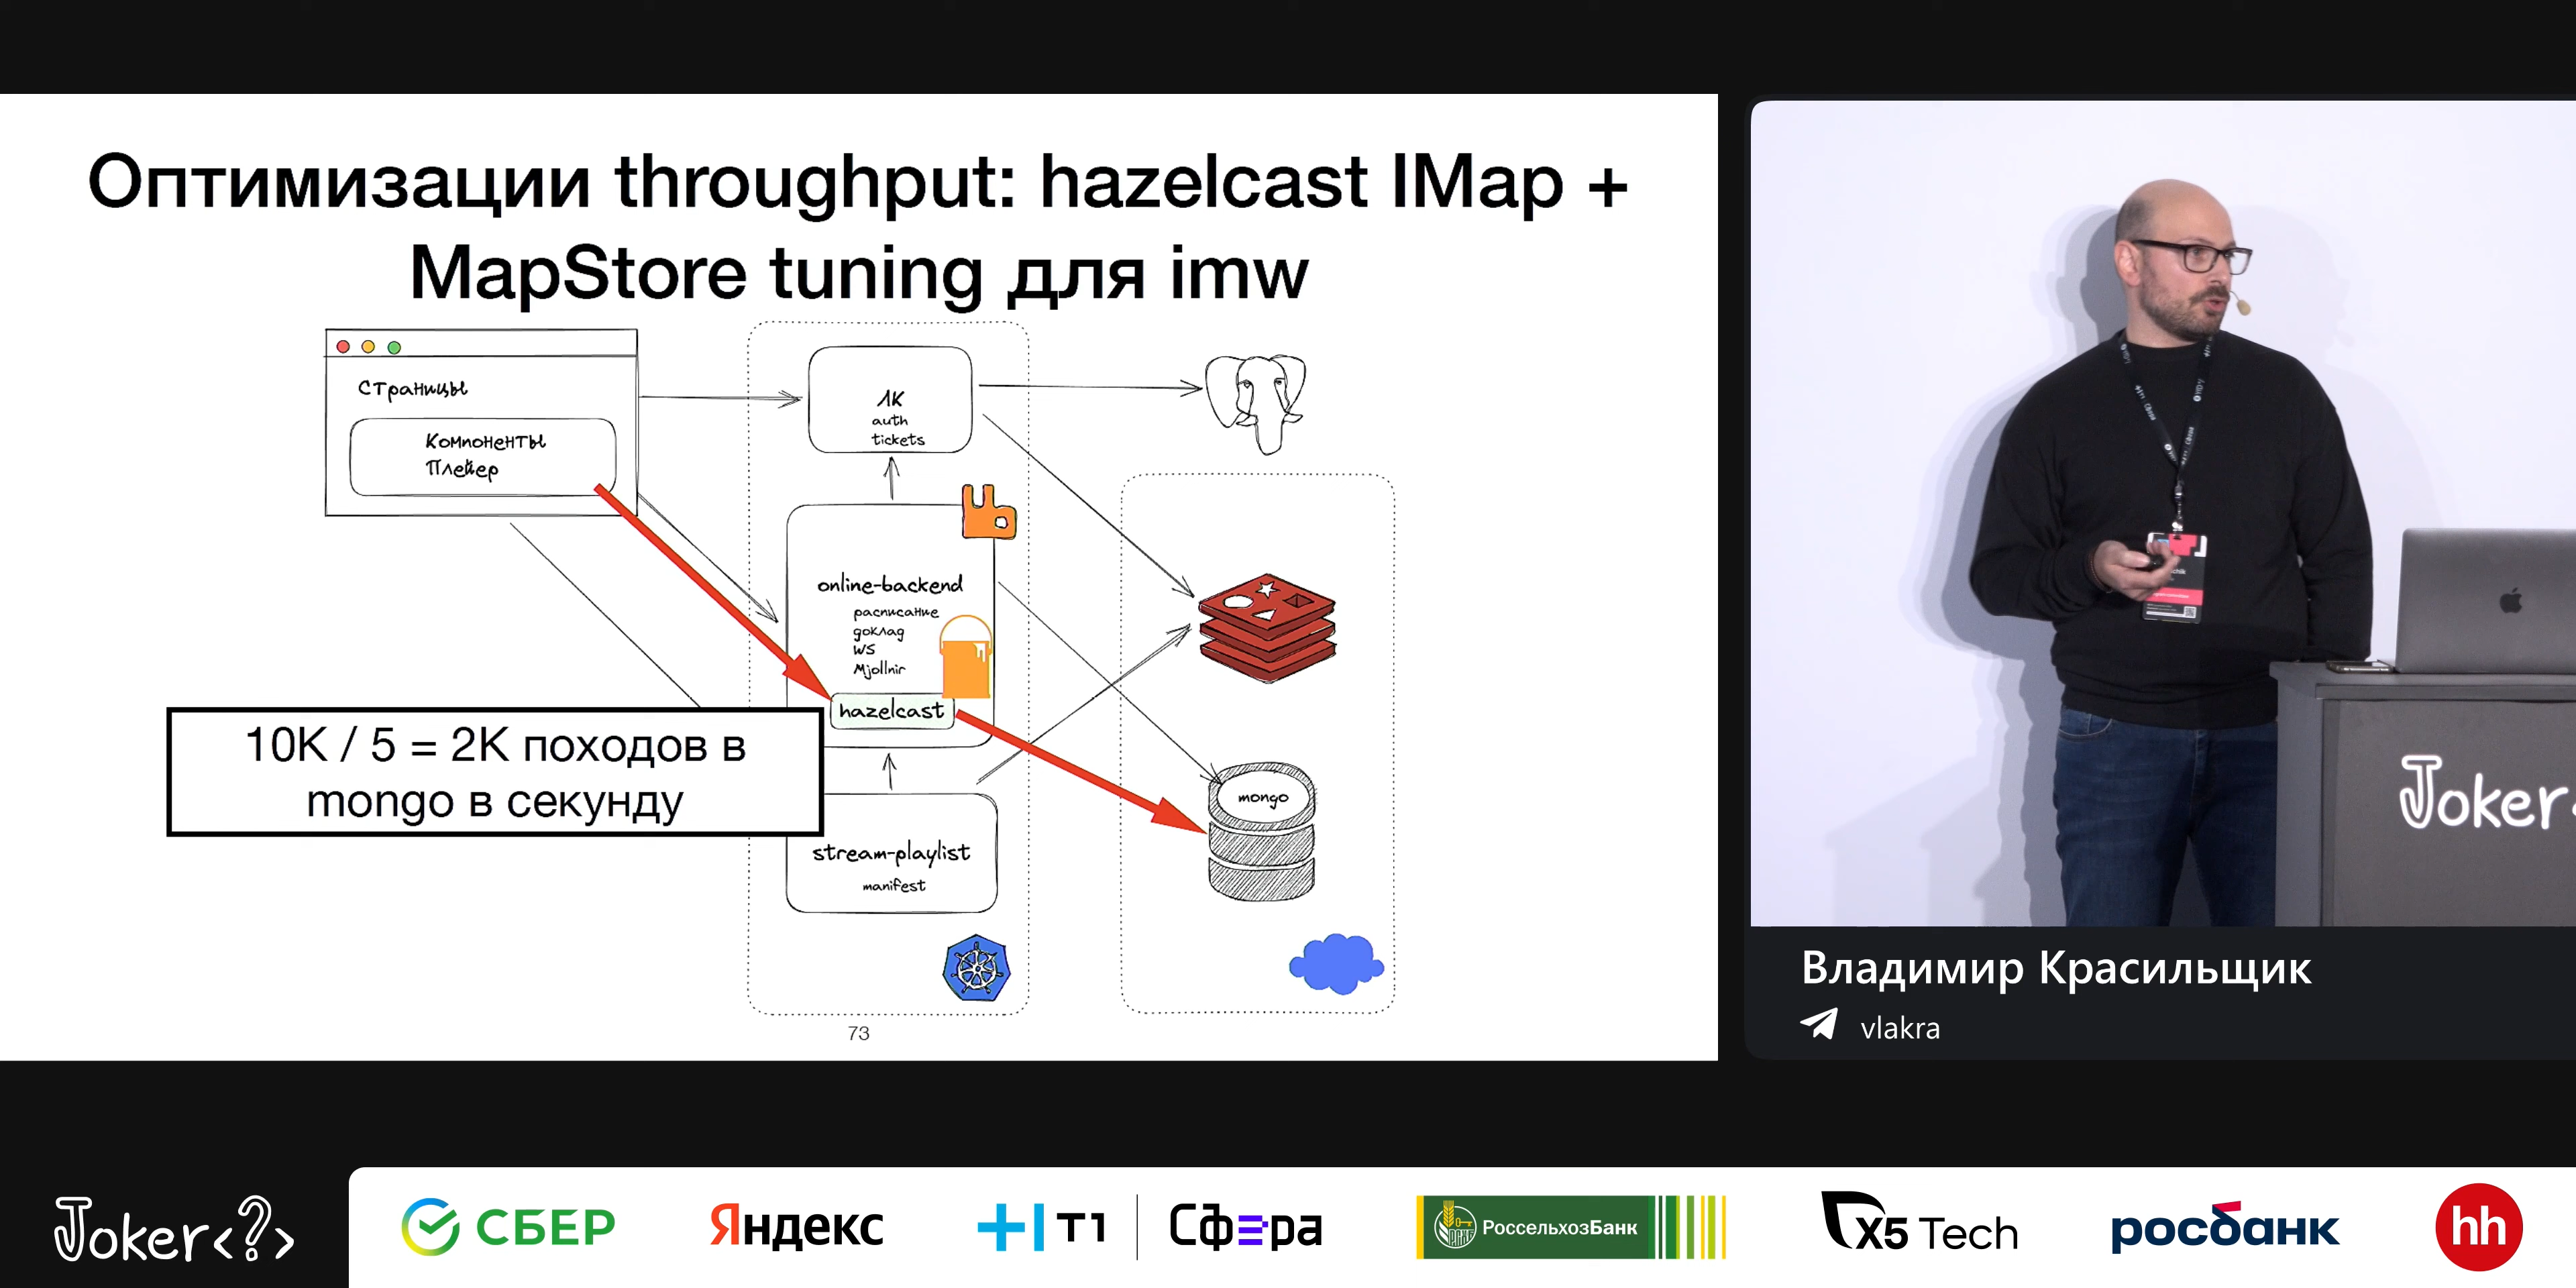 Оптимизации throughput: hazelcast IMap +
MapStore tuning для imw
Страницы
Компоненты
Плейер
ЛК
auth
tickets
online-backend
расписание
доклад
WS
Mjollnir
hazelcast
10K / 5 = 2K походов в
mongo в секунду
stream-playlist
manifest
mongo
73
Joker
Владимир Красильщик
vlakra
Joker<?>
СБЕР
Яндекс
T1
Сфера
РоссельхозБанк
X5 Tech
росбанк
hh